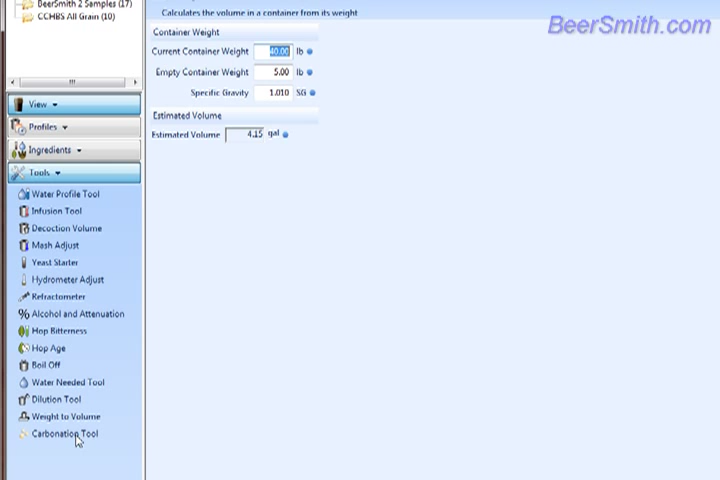 BeerSmith 2 Samples (17)
CCHBS All Grain (10)
View
Profiles
Ingredients
Tools
Water Profile Tool
Infusion Tool
Decoction Volume
Mash Adjust
Yeast Starter
Hydrometer Adjust
Refractometer
% Alcohol and Attenuation
Hop Bitterness
Hop Age
Boil Off
Water Needed Tool
Dilution Tool
Weight to Volume
Carbonation Tool
Calculates the volume in a container from its weight
BeerSmith.com
Container Weight
Current Container Weight 40.00 lb
Empty Container Weight 5.00 lb
Specific Gravity 1.010 SG
Estimated Volume
Estimated Volume 4.15 gal